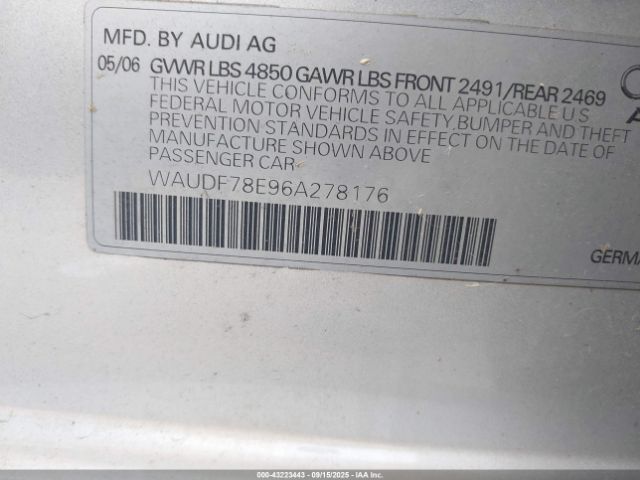 MFD. BY AUDI AG
05/06 GVWR LBS 4850 GAWR LBS FRONT 2491/REAR 2469
THIS VEHICLE CONFORMS TO ALL APPLICABLE U S
FEDERAL MOTOR VEHICLE SAFETY BUMPER AND THEFT
PREVENTION STANDARDS IN EFFECT ON THE DATE OF
MANUFACTURE SHOWN ABOVE
PASSENGER CAR
WAUDF78E96A278176
GERMA
000-43223443 - 09/15/2025 - IAA Inc.